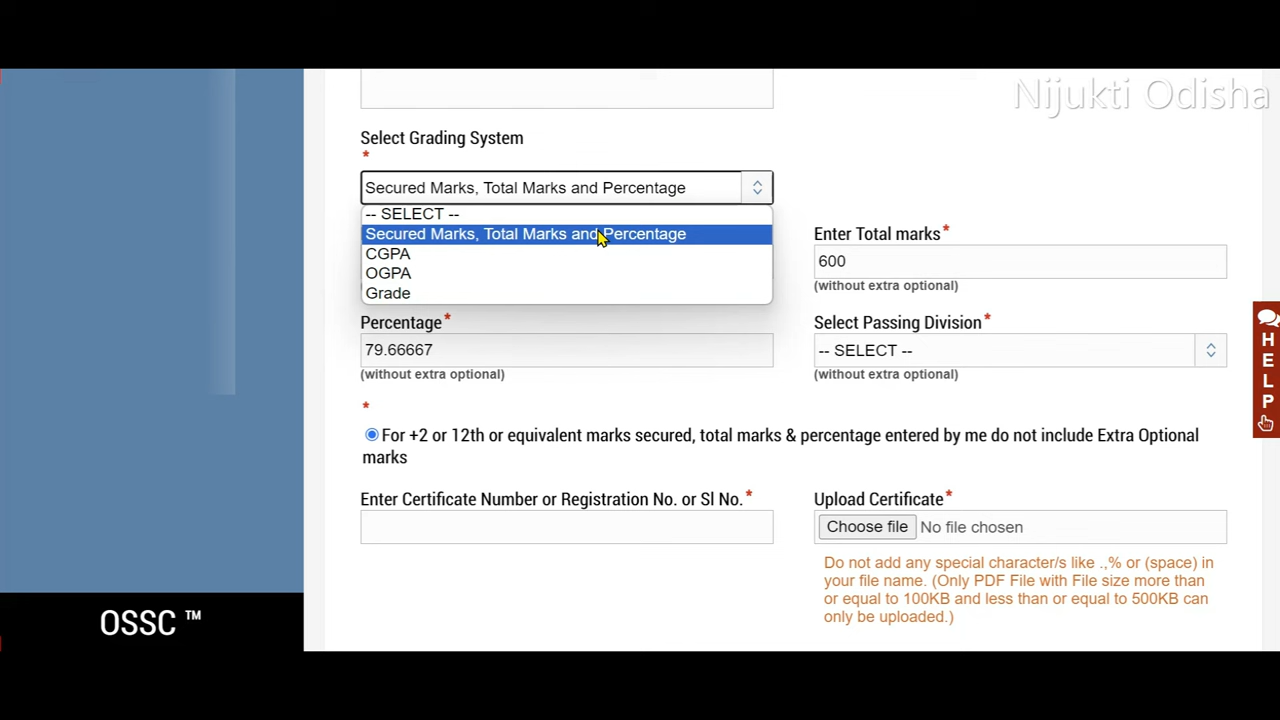 Nijukti Odisha
Select Grading System
*
Secured Marks, Total Marks and Percentage
-- SELECT --
Secured Marks, Total Marks and Percentage
CGPA
OGPA
Grade
Enter Total marks*
600
(without extra optional)
Percentage*
79.66667
(without extra optional)
Select Passing Division*
-- SELECT --
(without extra optional)
*
For +2 or 12th or equivalent marks secured, total marks & percentage entered by me do not include Extra Optional
marks
Enter Certificate Number or Registration No. or Sl No.*
Upload Certificate*
Choose file No file chosen
Do not add any special character/s like .,% or (space) in
your file name. (Only PDF File with File size more than
or equal to 100KB and less than or equal to 500KB can
only be uploaded.)
HELP
OSSC ™